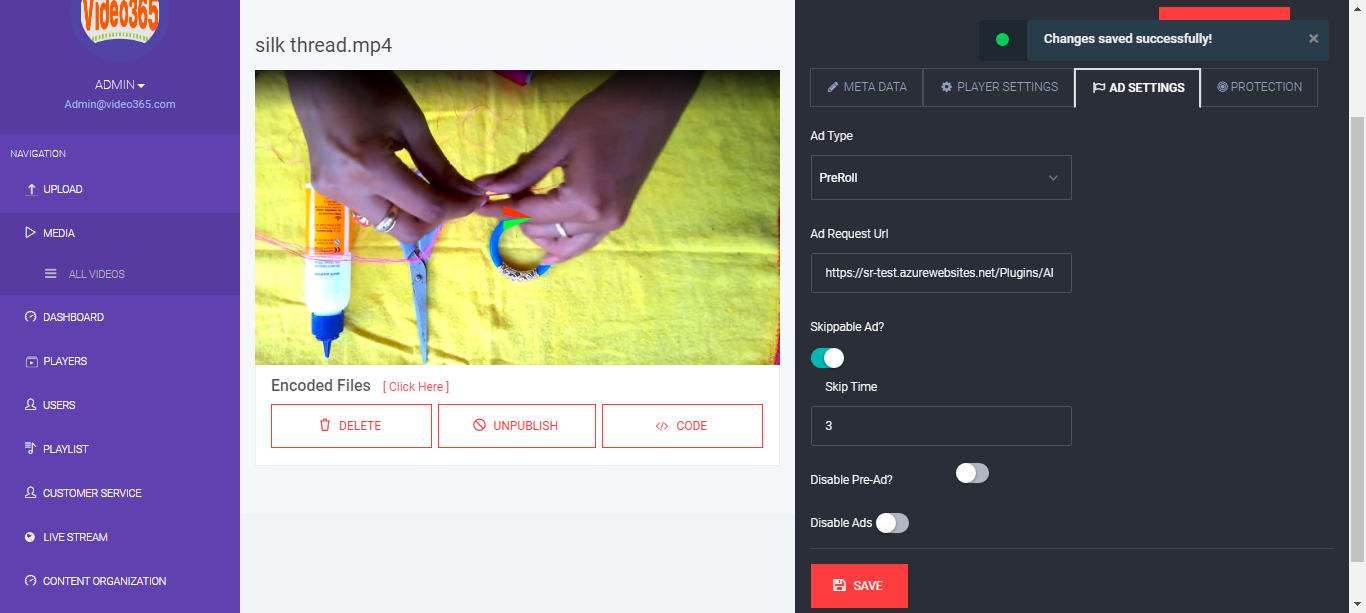 Video365
ADMIN
Admin@video365.com
NAVIGATION
UPLOAD
MEDIA
ALL VIDEOS
DASHBOARD
PLAYERS
USERS
PLAYLIST
CUSTOMER SERVICE
LIVE STREAM
CONTENT ORGANIZATION
silk thread.mp4
Encoded Files [ Click Here ]
DELETE UNPUBLISH CODE
Changes saved successfully! ×
META DATA PLAYER SETTINGS AD SETTINGS PROTECTION
Ad Type
PreRoll
Ad Request Url
https://sr-test.azurewebsites.net/Plugins/Al
Skippable Ad?
Skip Time
3
Disable Pre-Ad?
Disable Ads
SAVE